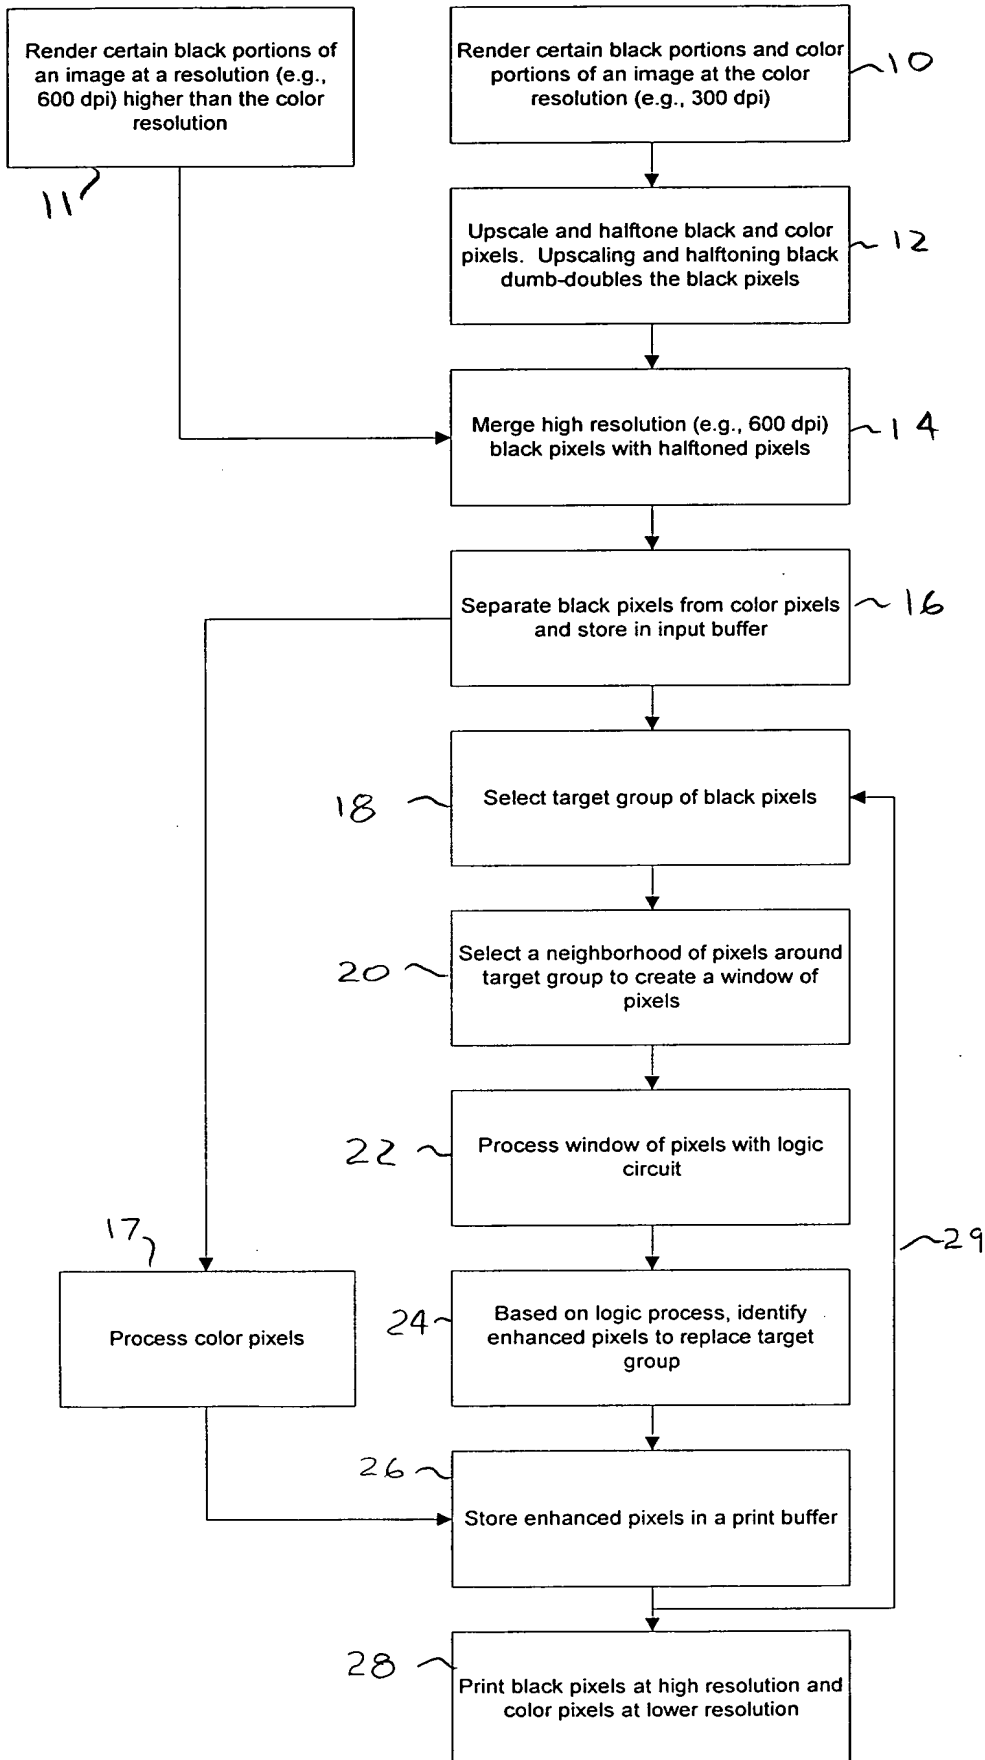 Render certain black portions of
an image at a resolution (e.g.,
600 dpi) higher than the color
resolution
11
Render certain black portions and color
portions of an image at the color
resolution (e.g., 300 dpi)
10
Upscale and halftone black and color
pixels. Upscaling and halftoning black
dumb-doubles the black pixels
12
Merge high resolution (e.g., 600 dpi)
black pixels with halftoned pixels
14
Separate black pixels from color pixels
and store in input buffer
16
Select target group of black pixels
18
Select a neighborhood of pixels around
target group to create a window of
pixels
20
Process window of pixels with logic
circuit
22
29
17
Process color pixels
Based on logic process, identify
enhanced pixels to replace target
group
24
26
Store enhanced pixels in a print buffer
28
Print black pixels at high resolution and
color pixels at lower resolution